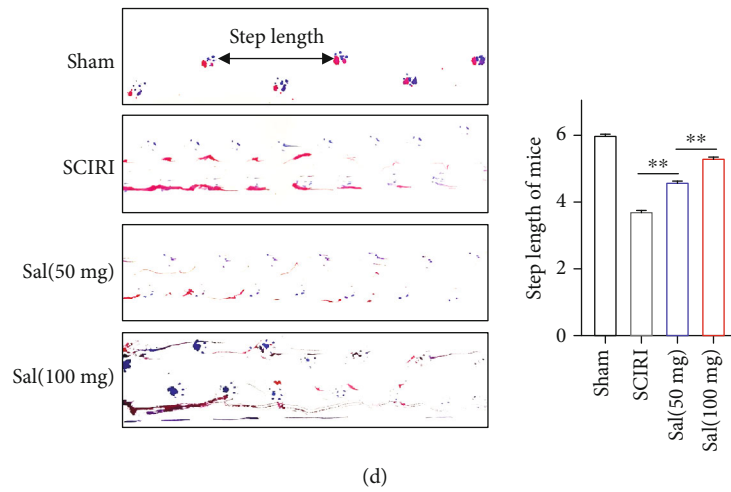 Sham
Step length
SCIRI
Sal(50 mg)
Sal(100 mg)
Step length of mice
6
4
2
0
**
**
Sham
SCIRI
Sal(50 mg)
Sal(100 mg)
(d)